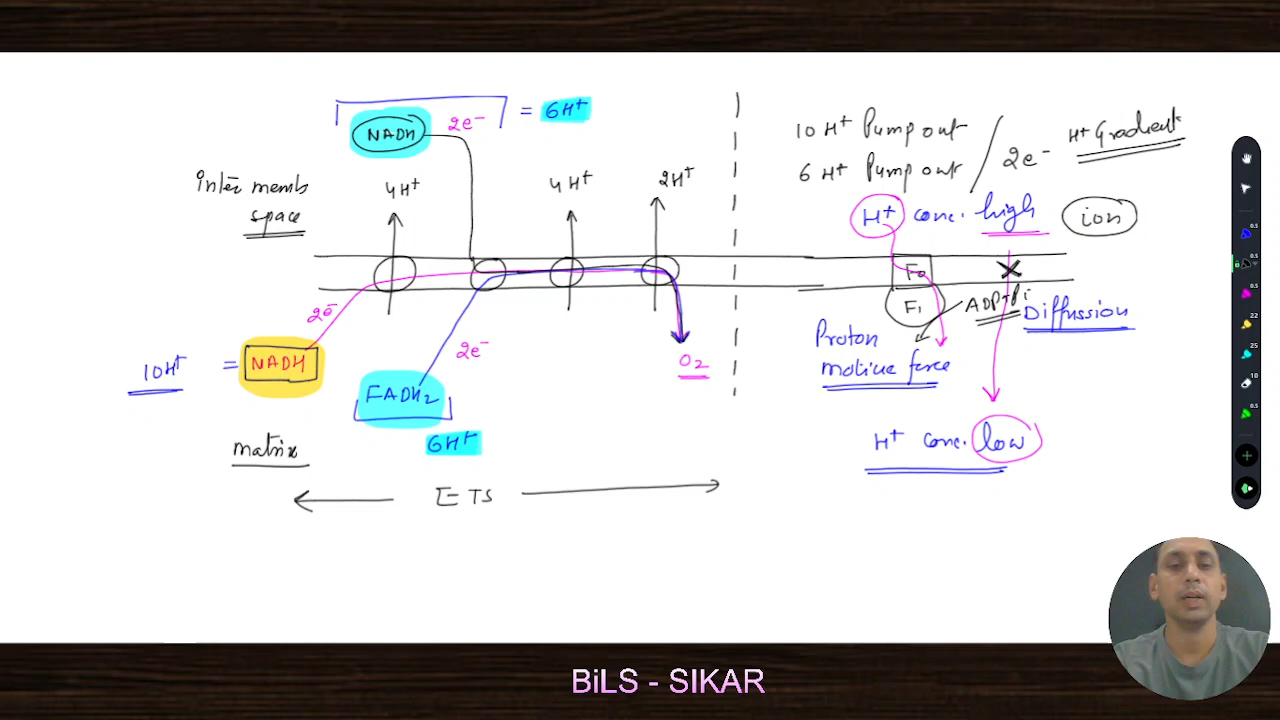 NADH
2e-
= 6H+
Inter memb
space
4H+
4H+
2H+
10 H+ Pump out
6 H+ Pump out
/ 2e-
H+ Gradient
H+ conc. high
ion
F0
F1
ADP+Pi
Diffussion
Proton
motive force
H+ conc. low
2e-
10H+ = NADH
2e-
FADH2
6H+
O2
matrix
ETS
BiLS - SIKAR